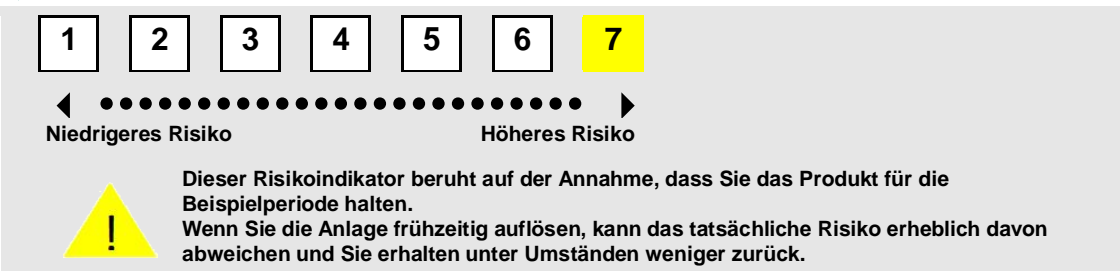 1 2 3 4 5 6 7
Niedrigeres Risiko Höheres Risiko
!
Dieser Risikoindikator beruht auf der Annahme, dass Sie das Produkt für die
Beispielperiode halten.
Wenn Sie die Anlage frühzeitig auflösen, kann das tatsächliche Risiko erheblich davon
abweichen und Sie erhalten unter Umständen weniger zurück.